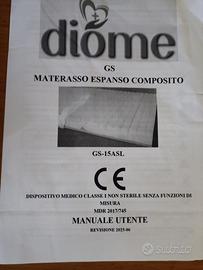 diome
GS
MATERASSO ESPANSO COMPOSITO
GS-15ASL
CE
DISPOSITIVO MEDICO CLASSE I NON STERILE SENZA FUNZIONI DI
MISURA
MDR 2017/745
MANUALE UTENTE
REVISIONE 2023-06
subito